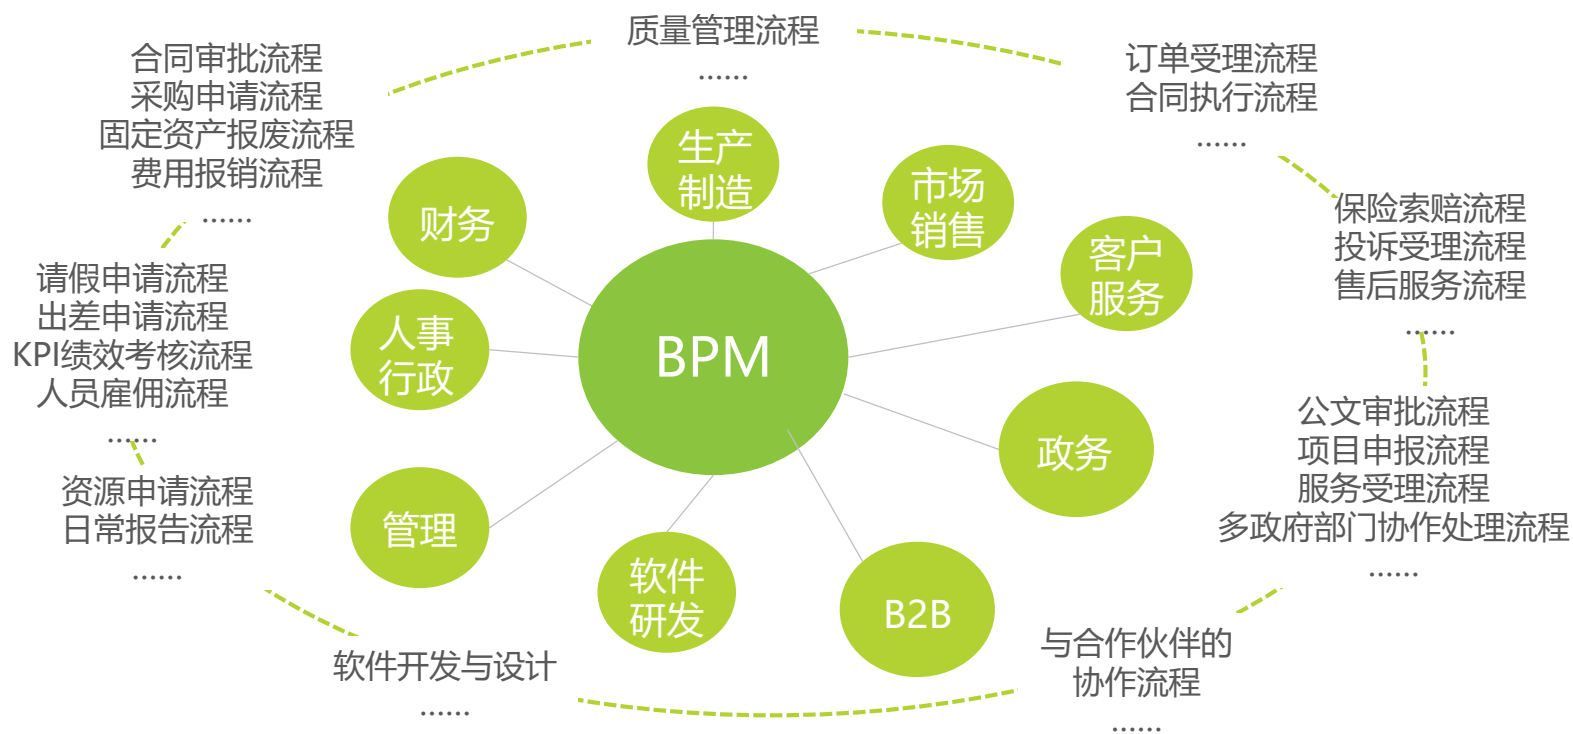 质量管理流程
......
合同审批流程
采购申请流程
固定资产报废流程
费用报销流程
......
订单受理流程
合同执行流程
......
生产
制造
市场
销售
财务
客户
服务
保险索赔流程
投诉受理流程
售后服务流程
......
请假申请流程
出差申请流程
KPI绩效考核流程
人员雇佣流程
......
人事
行政
BPM
政务
公文审批流程
项目申报流程
服务受理流程
多政府部门协作处理流程
......
资源申请流程
日常报告流程
......
管理
软件
研发
B2B
软件开发与设计
......
与合作伙伴的
协作流程
......